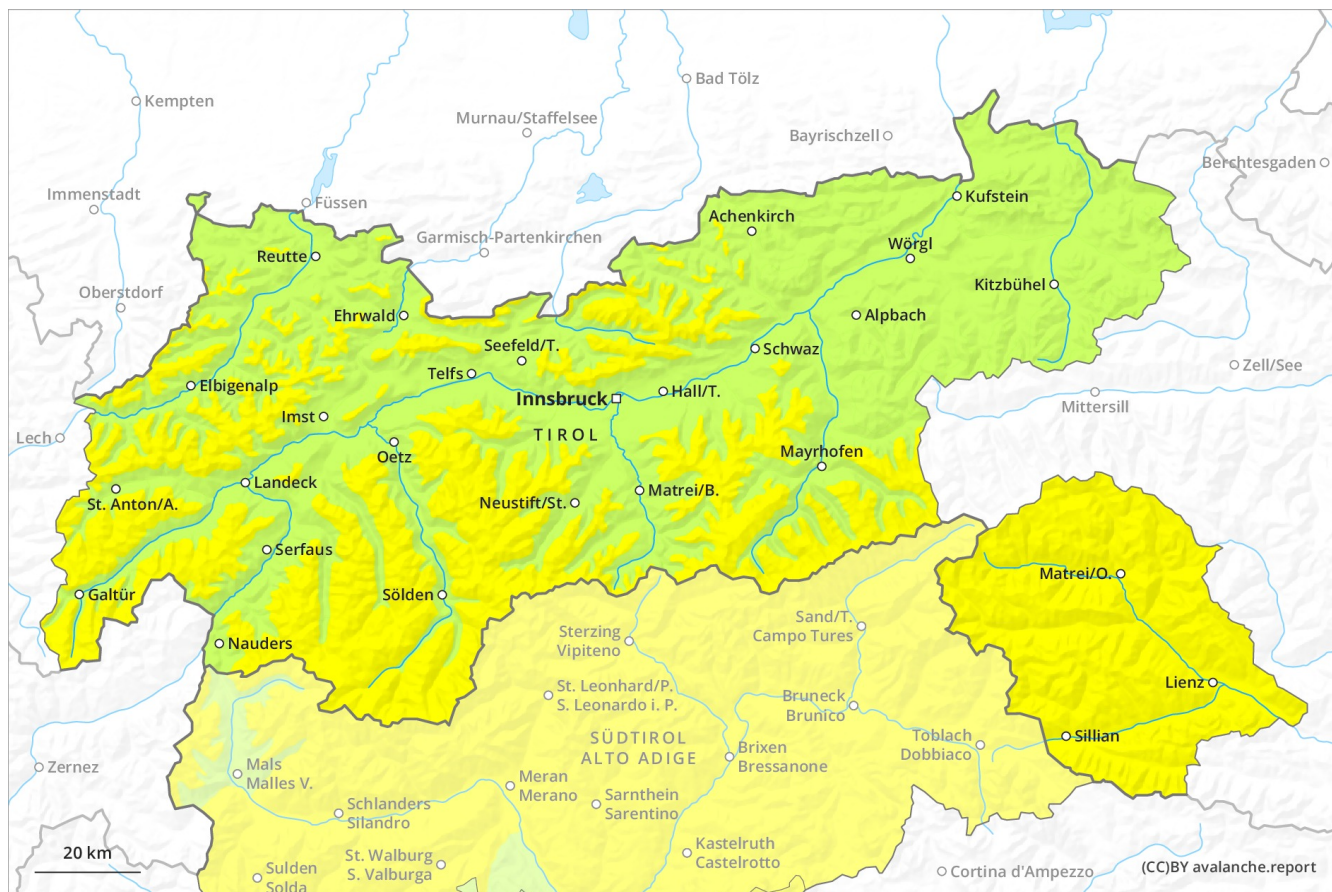 Bad Tölz
Kempten
Murnau/Staffelsee
Bayrischzell
Berchtesgaden
Immenstadt
Füssen
Kufstein
Achenkirch
Garmisch-Partenkirchen
Wörgl
Reutte
Kitzbühel
Oberstdorf
Ehrwald
Alpbach
Seefeld/T.
Schwaz
Zell/See
Telfs
Elbigenalp
Hall/T.
Innsbruck
Mittersill
Imst
TIROL
Lech
Oetz
Mayrhofen
Landeck
Matrei/B.
St. Anton/A.
Neustift/St.
Serfaus
Matrei/O.
Galtür
Sölden
Sand/T.
Campo Tures
Sterzing
Vipiteno
Nauders
Lienz
St. Leonhard/P.
S. Leonardo i. P.
Bruneck
Brunico
SÜDTIROL
ALTO ADIGE
Toblach
Dobbiaco
Sillian
Brixen
Bressanone
Zernez
Mals
Malles V.
Meran
Merano
Sarnthein
Sarentino
Schlanders
Silandro
Kastelruth
Castelrotto
20 km
St. Walburg
S. Valburga
Sulden
Solda
Cortina d'Ampezzo
(CC)BY avalanche.report